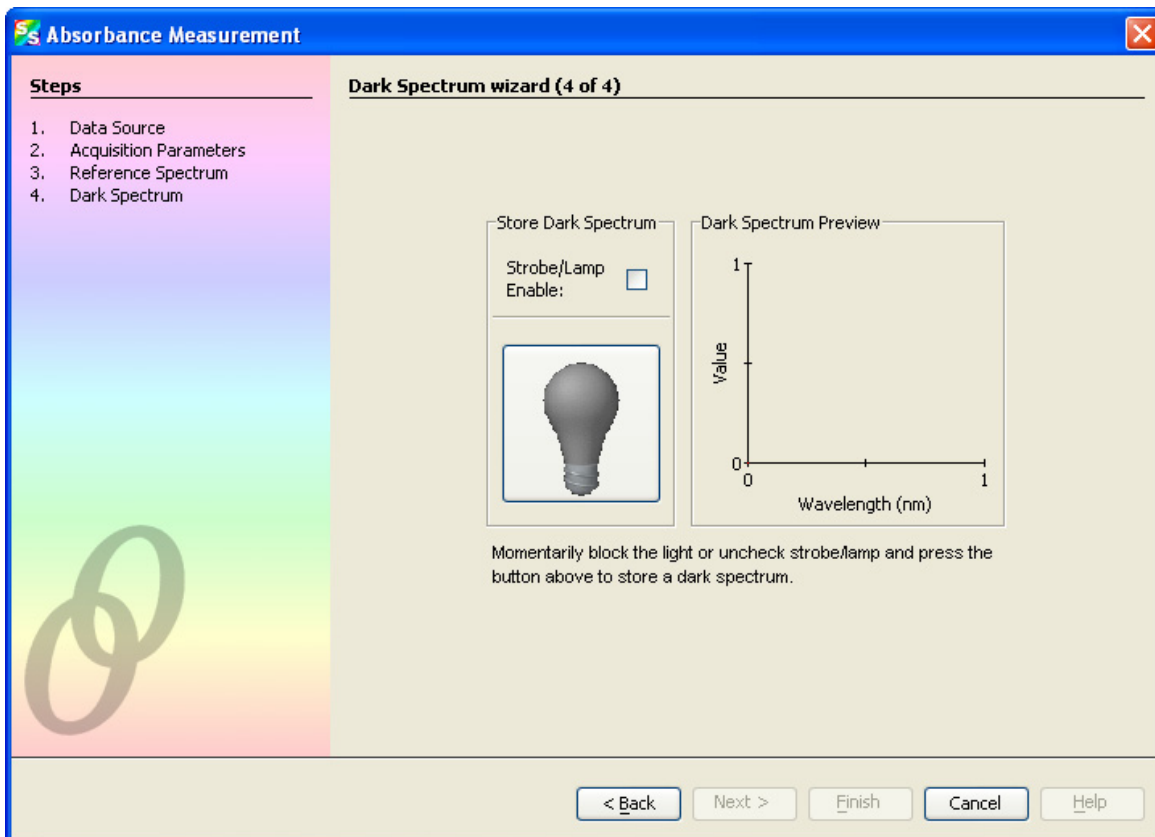 Absorbance Measurement
Steps
1. Data Source
2. Acquisition Parameters
3. Reference Spectrum
4. Dark Spectrum
Dark Spectrum wizard (4 of 4)
Store Dark Spectrum
Strobe/Lamp
Enable:
Dark Spectrum Preview
1
Value
0
0
1
Wavelength (nm)
Momentarily block the light or uncheck strobe/lamp and press the
button above to store a dark spectrum.
< Back
Next >
Finish
Cancel
Help